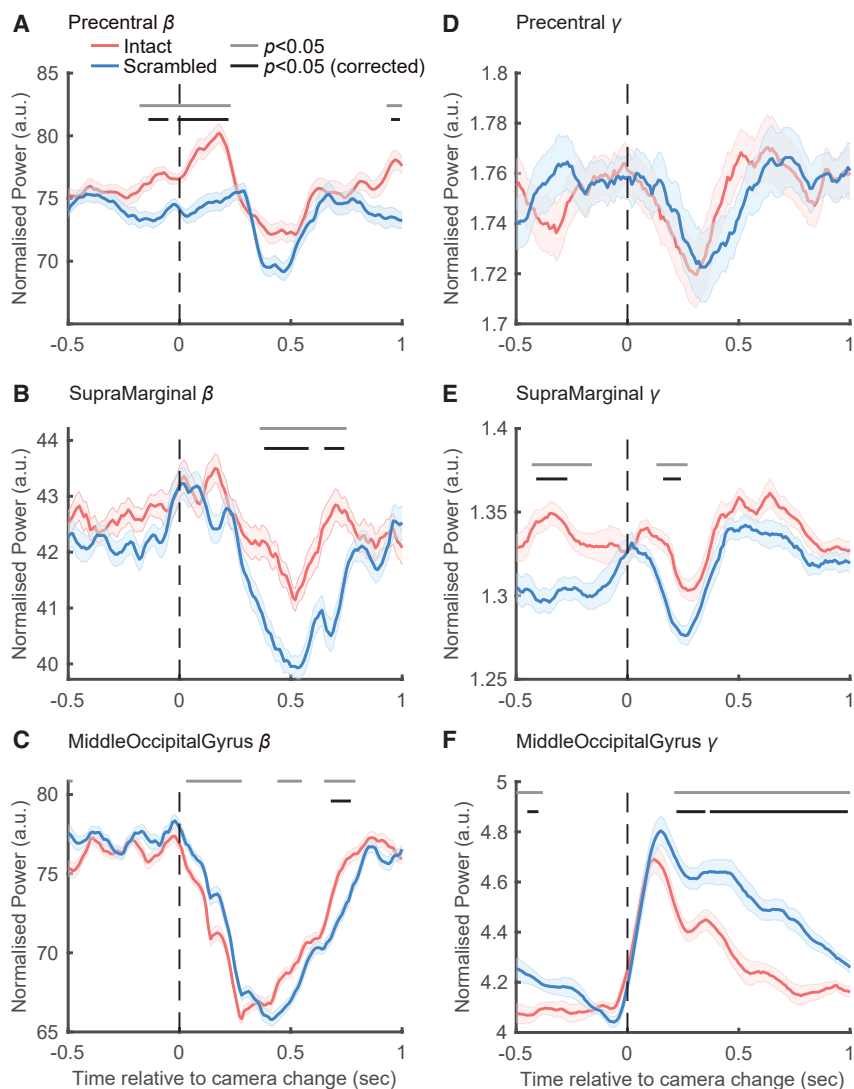 A Precentral β
Intact p<0.05
Scrambled p<0.05 (corrected)
85
80
75
70
65
Normalised Power (a.u.)
-0.5 0 0.5 1
B SupraMarginal β
44
43
42
41
40
Normalised Power (a.u.)
-0.5 0 0.5 1
C MiddleOccipitalGyrus β
80
75
70
65
Normalised Power (a.u.)
-0.5 0 0.5 1
Time relative to camera change (sec)
D Precentral γ
1.8
1.78
1.76
1.74
1.72
1.7
Normalised Power (a.u.)
-0.5 0 0.5 1
E SupraMarginal γ
1.4
1.35
1.3
1.25
Normalised Power (a.u.)
-0.5 0 0.5 1
F MiddleOccipitalGyrus γ
5
4.8
4.6
4.4
4.2
4
Normalised Power (a.u.)
-0.5 0 0.5 1
Time relative to camera change (sec)